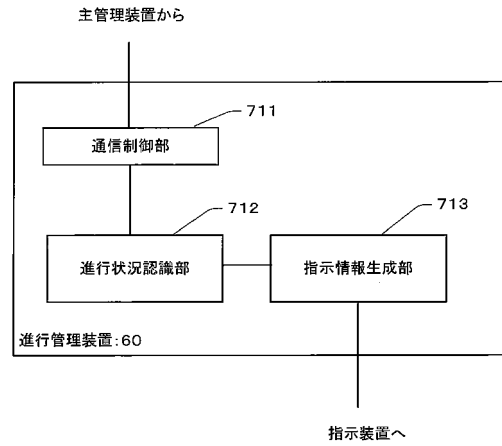 主管理装置から
711
通信制御部
712
713
進行状況認識部
指示情報生成部
進行管理装置:60
指示装置へ